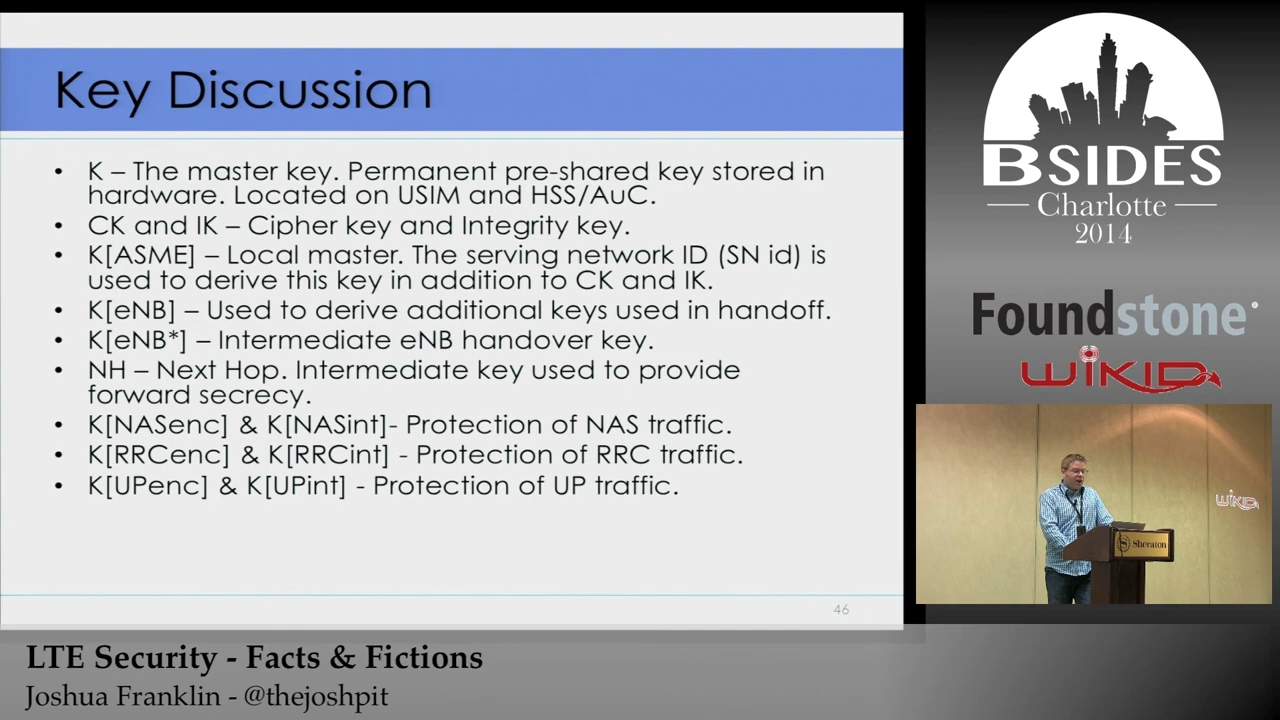 Key Discussion
• K – The master key. Permanent pre-shared key stored in
hardware. Located on USIM and HSS/AuC.
• CK and IK – Cipher key and Integrity key.
• K[ASME] – Local master. The serving network ID (SN id) is
used to derive this key in addition to CK and IK.
• K[eNB] – Used to derive additional keys used in handoff.
• K[eNB*] – Intermediate eNB handover key.
• NH – Next Hop. Intermediate key used to provide
forward secrecy.
• K[NASenc] & K[NASint]- Protection of NAS traffic.
• K[RRCenc] & K[RRCint] - Protection of RRC traffic.
• K[UPenc] & K[UPint] - Protection of UP traffic.
46
BSIDES
Charlotte
2014
Foundstone
WiKID
WiKID
Sheraton
LTE Security - Facts & Fictions
Joshua Franklin - @thejoshpit